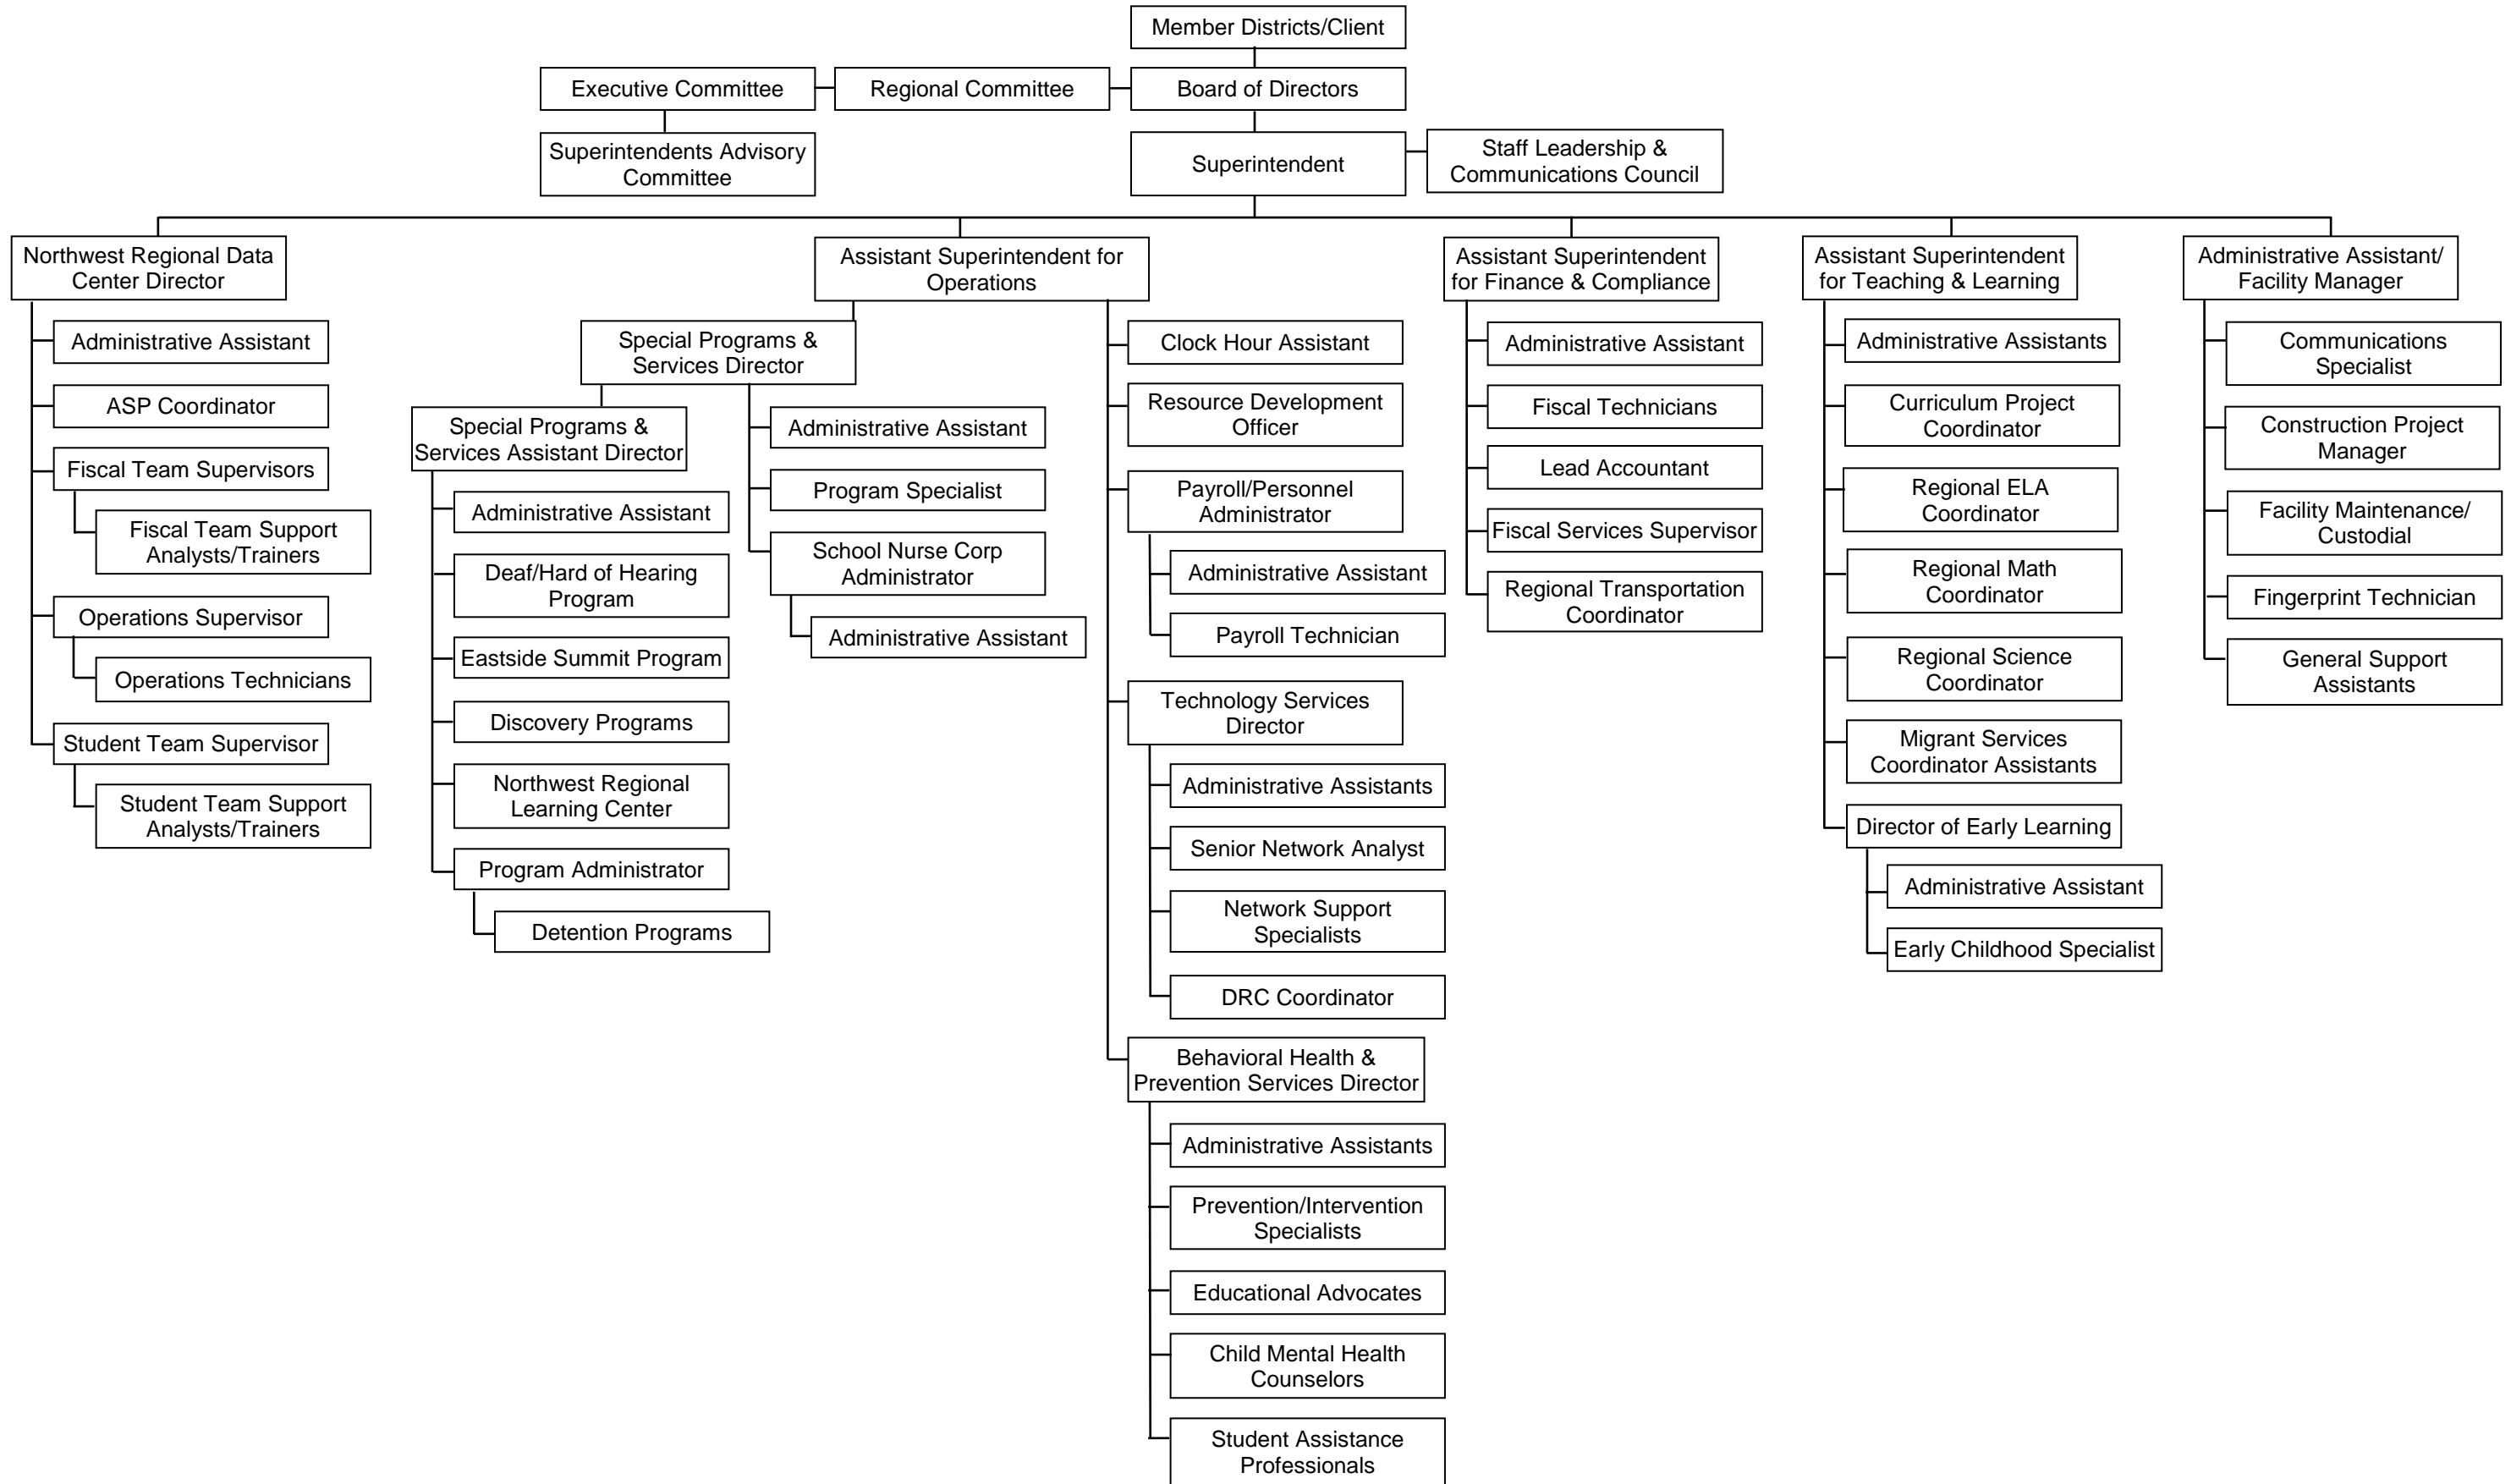 Member Districts/Client
Executive Committee
Regional Committee
Board of Directors
Superintendents Advisory
Committee
Superintendent
Staff Leadership &
Communications Council
Northwest Regional Data
Center Director
Administrative Assistant
ASP Coordinator
Fiscal Team Supervisors
Fiscal Team Support
Analysts/Trainers
Operations Supervisor
Operations Technicians
Student Team Supervisor
Student Team Support
Analysts/Trainers
Assistant Superintendent for
Operations
Special Programs &
Services Director
Special Programs &
Services Assistant Director
Administrative Assistant
Deaf/Hard of Hearing
Program
Eastside Summit Program
Discovery Programs
Northwest Regional
Learning Center
Program Administrator
Detention Programs
Administrative Assistant
Program Specialist
School Nurse Corp
Administrator
Administrative Assistant
Clock Hour Assistant
Resource Development
Officer
Payroll/Personnel
Administrator
Administrative Assistant
Payroll Technician
Technology Services
Director
Administrative Assistants
Senior Network Analyst
Network Support
Specialists
DRC Coordinator
Behavioral Health &
Prevention Services Director
Administrative Assistants
Prevention/Intervention
Specialists
Educational Advocates
Child Mental Health
Counselors
Student Assistance
Professionals
Assistant Superintendent
for Finance & Compliance
Administrative Assistant
Fiscal Technicians
Lead Accountant
Fiscal Services Supervisor
Regional Transportation
Coordinator
Assistant Superintendent
for Teaching & Learning
Administrative Assistants
Curriculum Project
Coordinator
Regional ELA
Coordinator
Regional Math
Coordinator
Regional Science
Coordinator
Migrant Services
Coordinator Assistants
Director of Early Learning
Administrative Assistant
Early Childhood Specialist
Administrative Assistant/
Facility Manager
Communications
Specialist
Construction Project
Manager
Facility Maintenance/
Custodial
Fingerprint Technician
General Support
Assistants